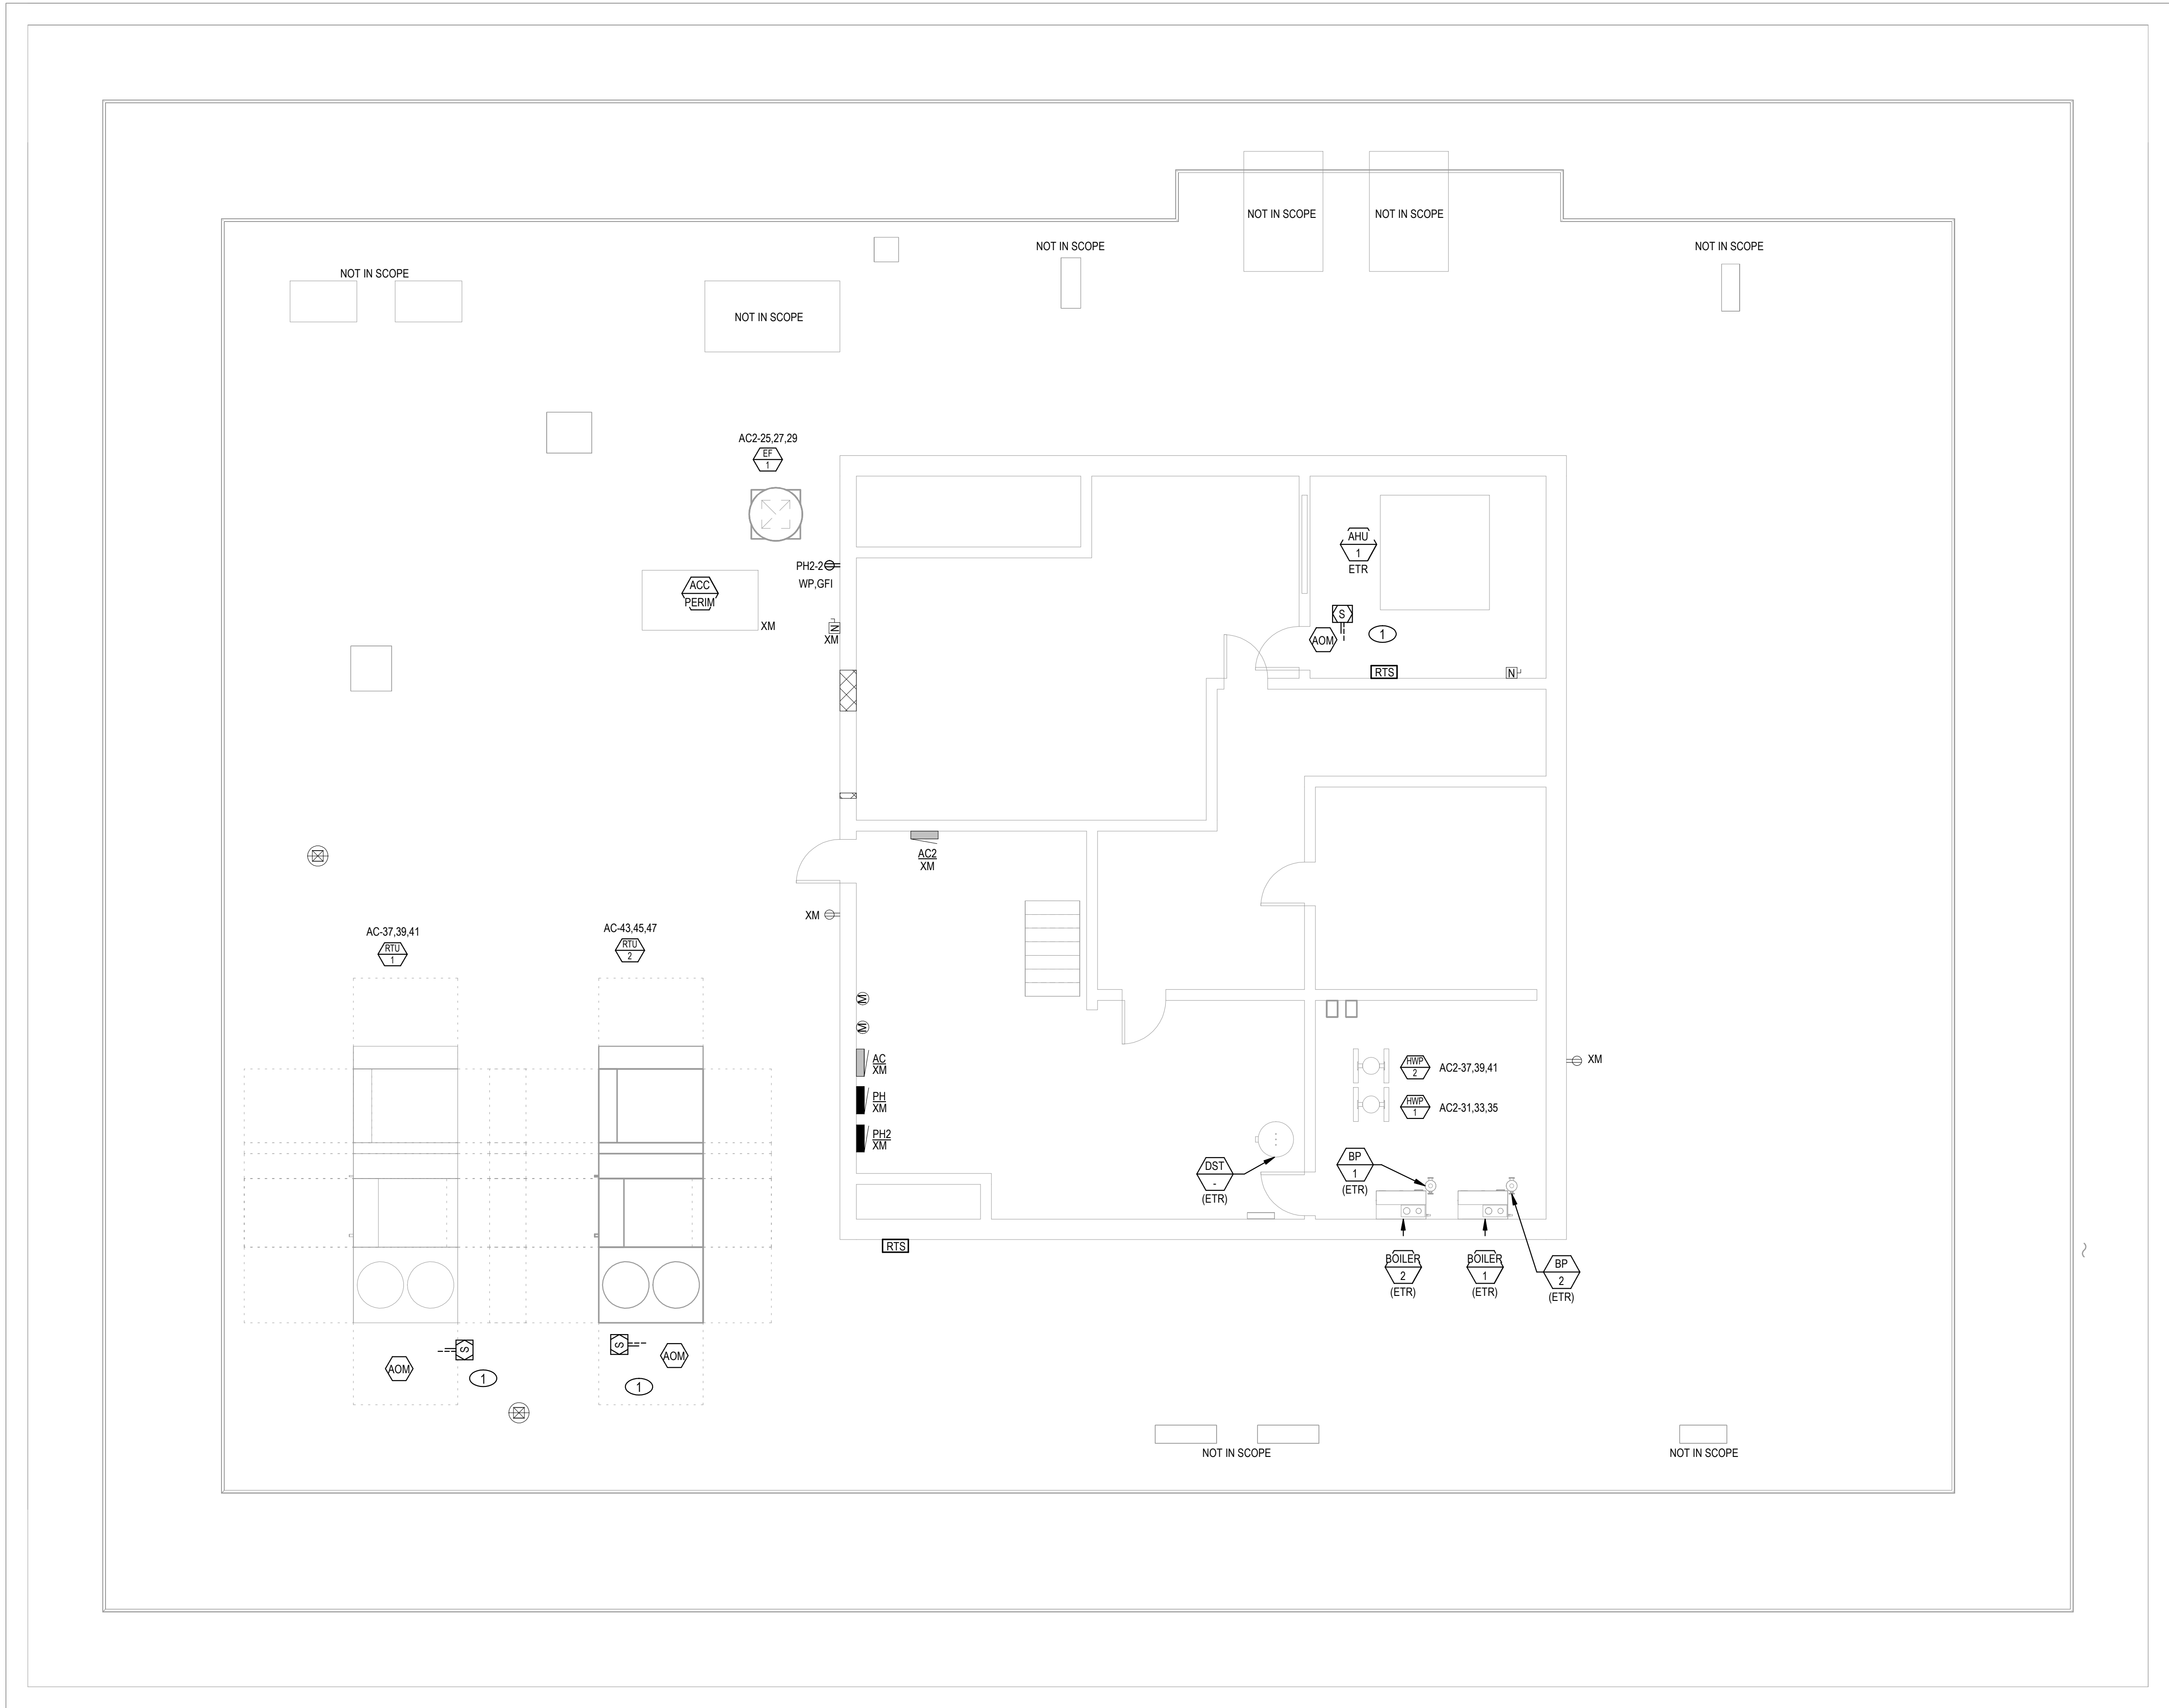 NOT IN SCOPE
NOT IN SCOPE
NOT IN SCOPE
NOT IN SCOPE
NOT IN SCOPE
NOT IN SCOPE
AC2-25,27,29
EF
1
AHU
1
ETR
PH2-2
WP,GFI
ACC
PERIM
XM
N
XM
S
AOM
1
RTS
N
AC2
XM
XM
AC-37,39,41
RTU
1
AC-43,45,47
RTU
2
M
M
AC
XM
PH
XM
PH2
XM
HWP
2
AC2-37,39,41
HWP
1
AC2-31,33,35
XM
DST
-
(ETR)
BP
1
(ETR)
RTS
BOILER
2
(ETR)
BOILER
1
(ETR)
BP
2
(ETR)
AOM
S
1
S
AOM
1
NOT IN SCOPE
NOT IN SCOPE